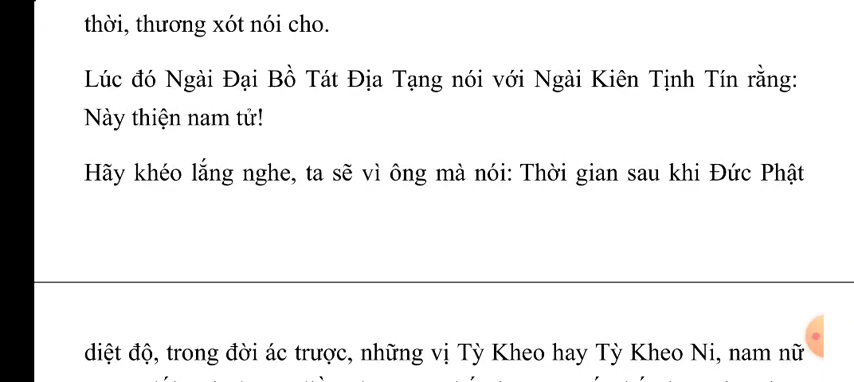 thời, thương xót nói cho.
Lúc đó Ngài Đại Bồ Tát Địa Tạng nói với Ngài Kiên Tịnh Tín rằng:
Này thiện nam tử!
Hãy khéo lắng nghe, ta sẽ vì ông mà nói: Thời gian sau khi Đức Phật
diệt độ, trong đời ác trược, những vị Tỳ Kheo hay Tỳ Kheo Ni, nam nữ